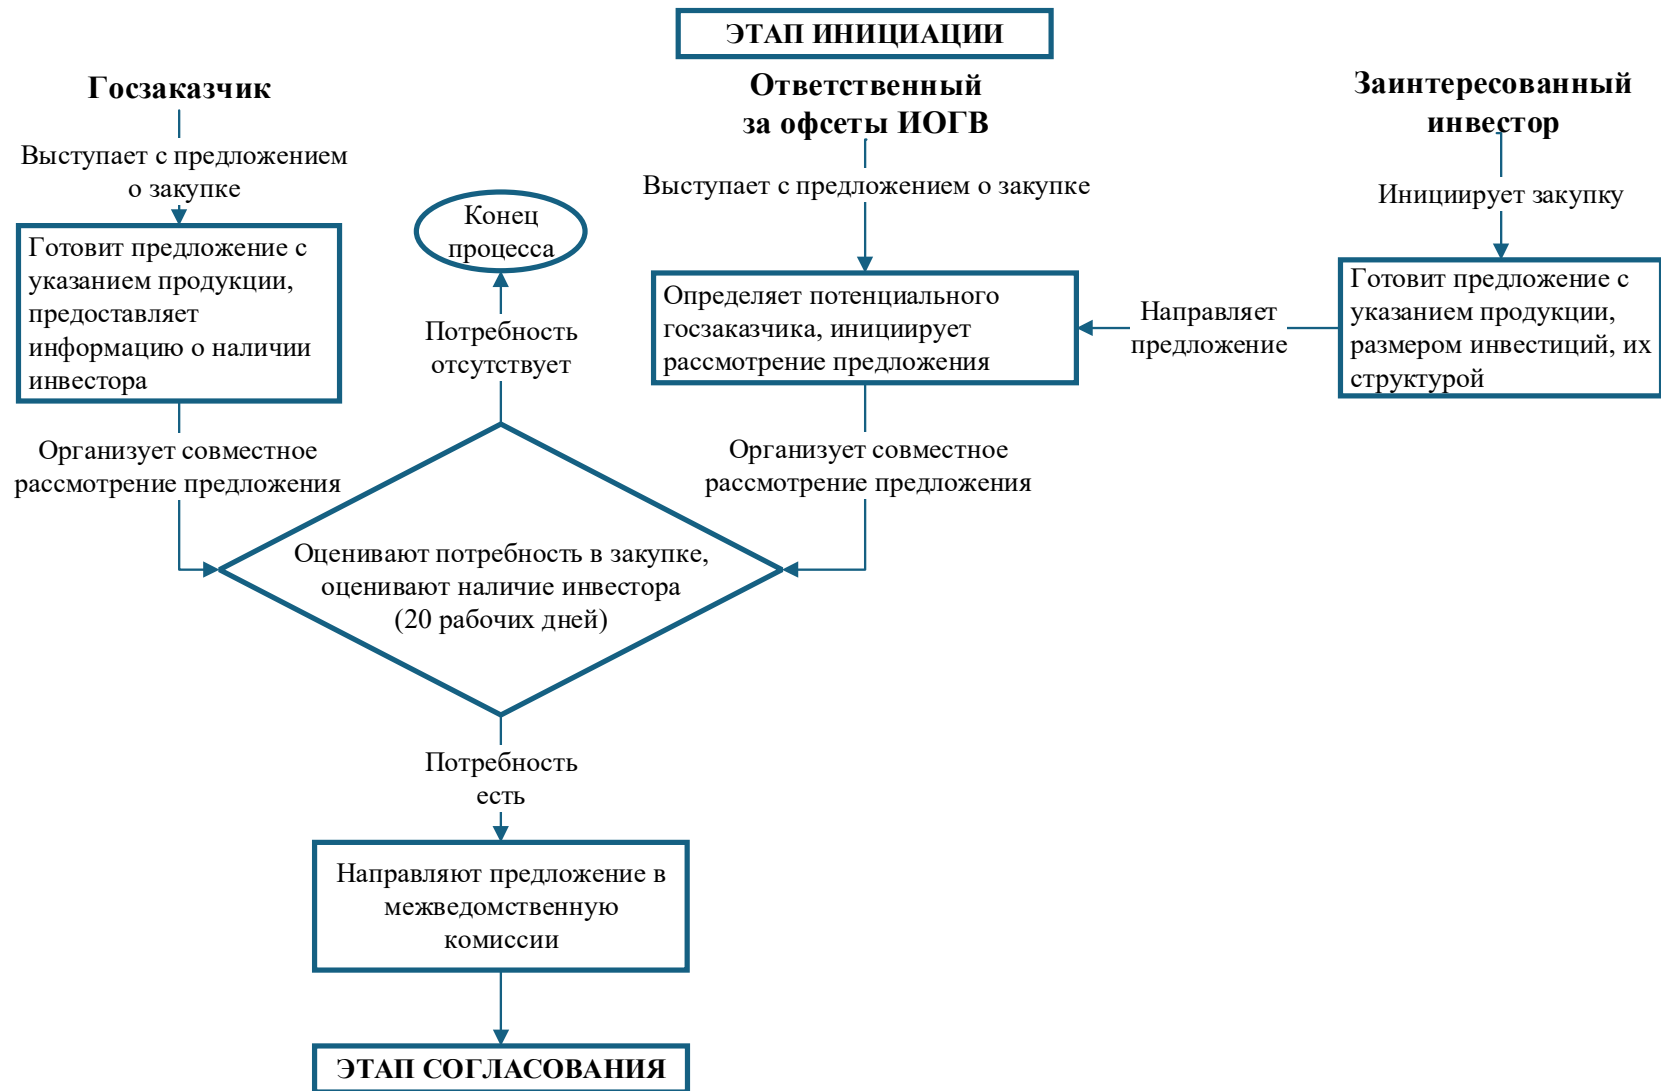 ЭТАП ИНИЦИАЦИИ
Госзаказчик
Выступает с предложением
о закупке
Готовит предложение с
указанием продукции,
предоставляет
информацию о наличии
инвестора
Организует совместное
рассмотрение предложения
Ответственный
за офсеты ИОГВ
Выступает с предложением о закупке
Определяет потенциального
госзаказчика, инициирует
рассмотрение предложения
Организует совместное
рассмотрение предложения
Заинтересованный
инвестор
Инициирует закупку
Готовит предложение с
указанием продукции,
размером инвестиций, их
структурой
Направляет
предложение
Конец
процесса
Потребность
отсутствует
Оценивают потребность в закупке,
оценивают наличие инвестора
(20 рабочих дней)
Потребность
есть
Направляют предложение в
межведомственную
комиссии
ЭТАП СОГЛАСОВАНИЯ